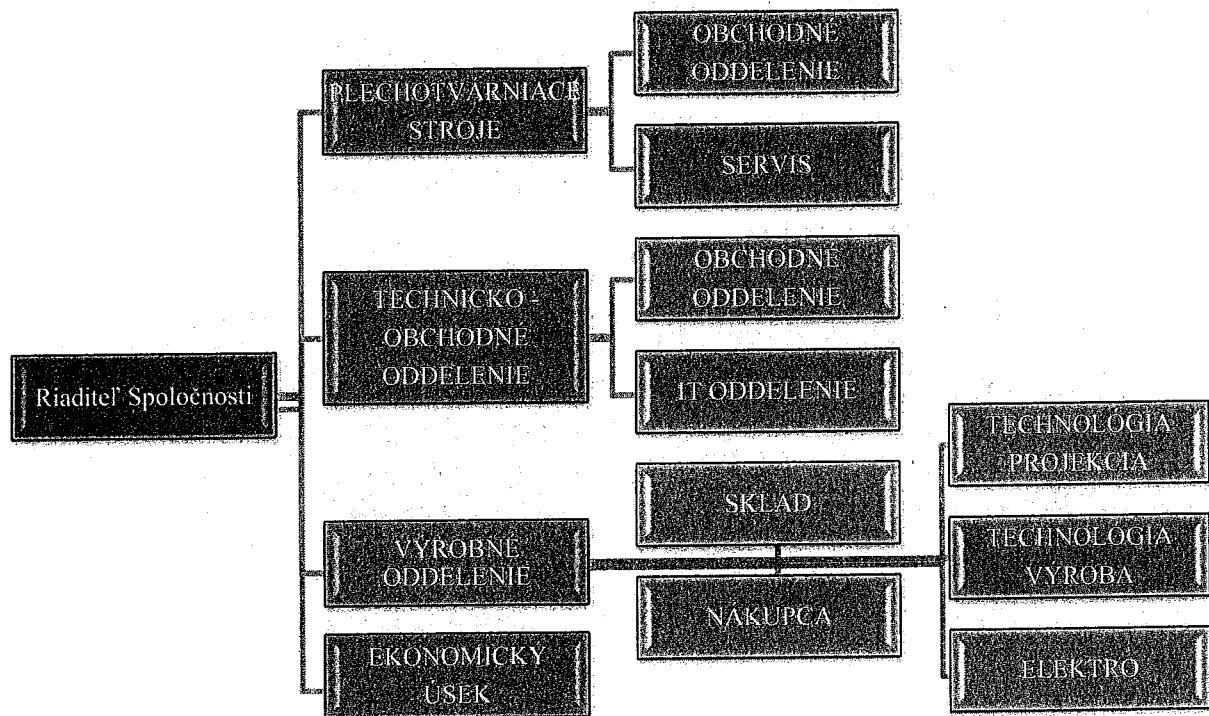 Riaditeľ Spoločnosti
PLECHOTVÁRNIACE
STROJE
OBCHODNÉ
ODDELENIE
SERVIS
TECHNICKO -
OBCHODNÉ
ODDELENIE
OBCHODNÉ
ODDELENIE
IT ODDELENIE
VÝROBNÉ
ODDELENIE
SKLAD
NÁKUPCA
TECHNOLÓGIA
PROJEKCIA
TECHNOLÓGIA
VÝROBA
ELEKTRO
EKONOMICKÝ
ÚSEK